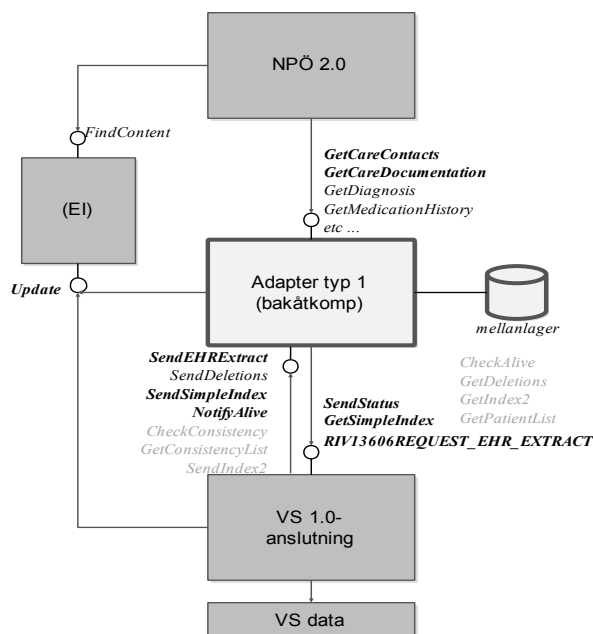 NPÖ 2.0
FindContent
GetCareContacts
GetCareDocumentation
GetDiagnosis
GetMedicationHistory
etc ...
(EI)
Update
Adapter typ 1
(bakåtkomp)
mellanlager
SendEHRExtract
SendDeletions
SendSimpleIndex
NotifyAlive
CheckConsistency
GetConsistencyList
SendIndex2
SendStatus
GetSimpleIndex
RIV13606REQUEST_EHR_EXTRACT
CheckAlive
GetDeletions
GetIndex2
GetPatientList
VS 1.0-
anslutning
VS data